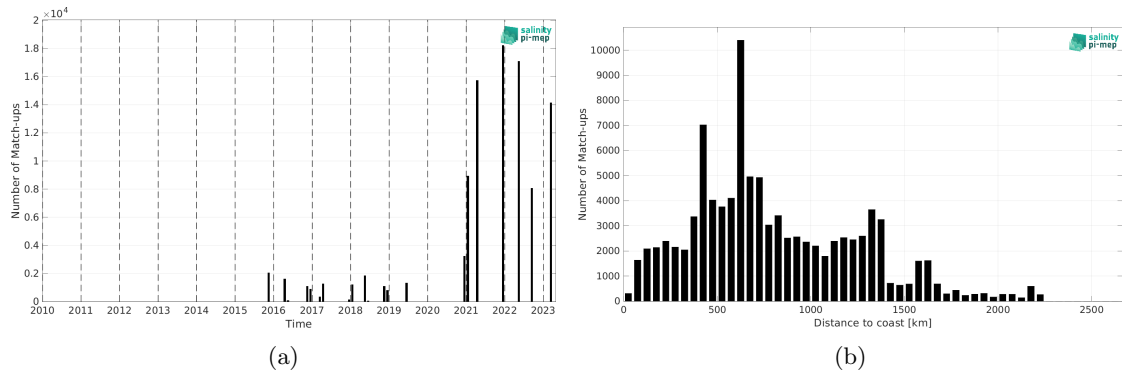 ×10⁴
2
1.8
1.6
1.4
1.2
1
0.8
0.6
0.4
0.2
0
Number of Match-ups
2010 2011 2012 2013 2014 2015 2016 2017 2018 2019 2020 2021 2022 2023
Time
salinity
pi-mep
(a)
10000
9000
8000
7000
6000
5000
4000
3000
2000
1000
0
Number of Match-ups
0 500 1000 1500 2000 2500
Distance to coast [km]
salinity
pi-mep
(b)